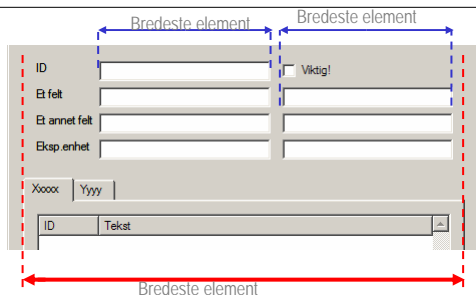 Bredeste element Bredeste element
ID Viktig!
Et felt
Et annet felt
Eksp.enhet
Xxxxx Yyyy
ID Tekst
Bredeste element